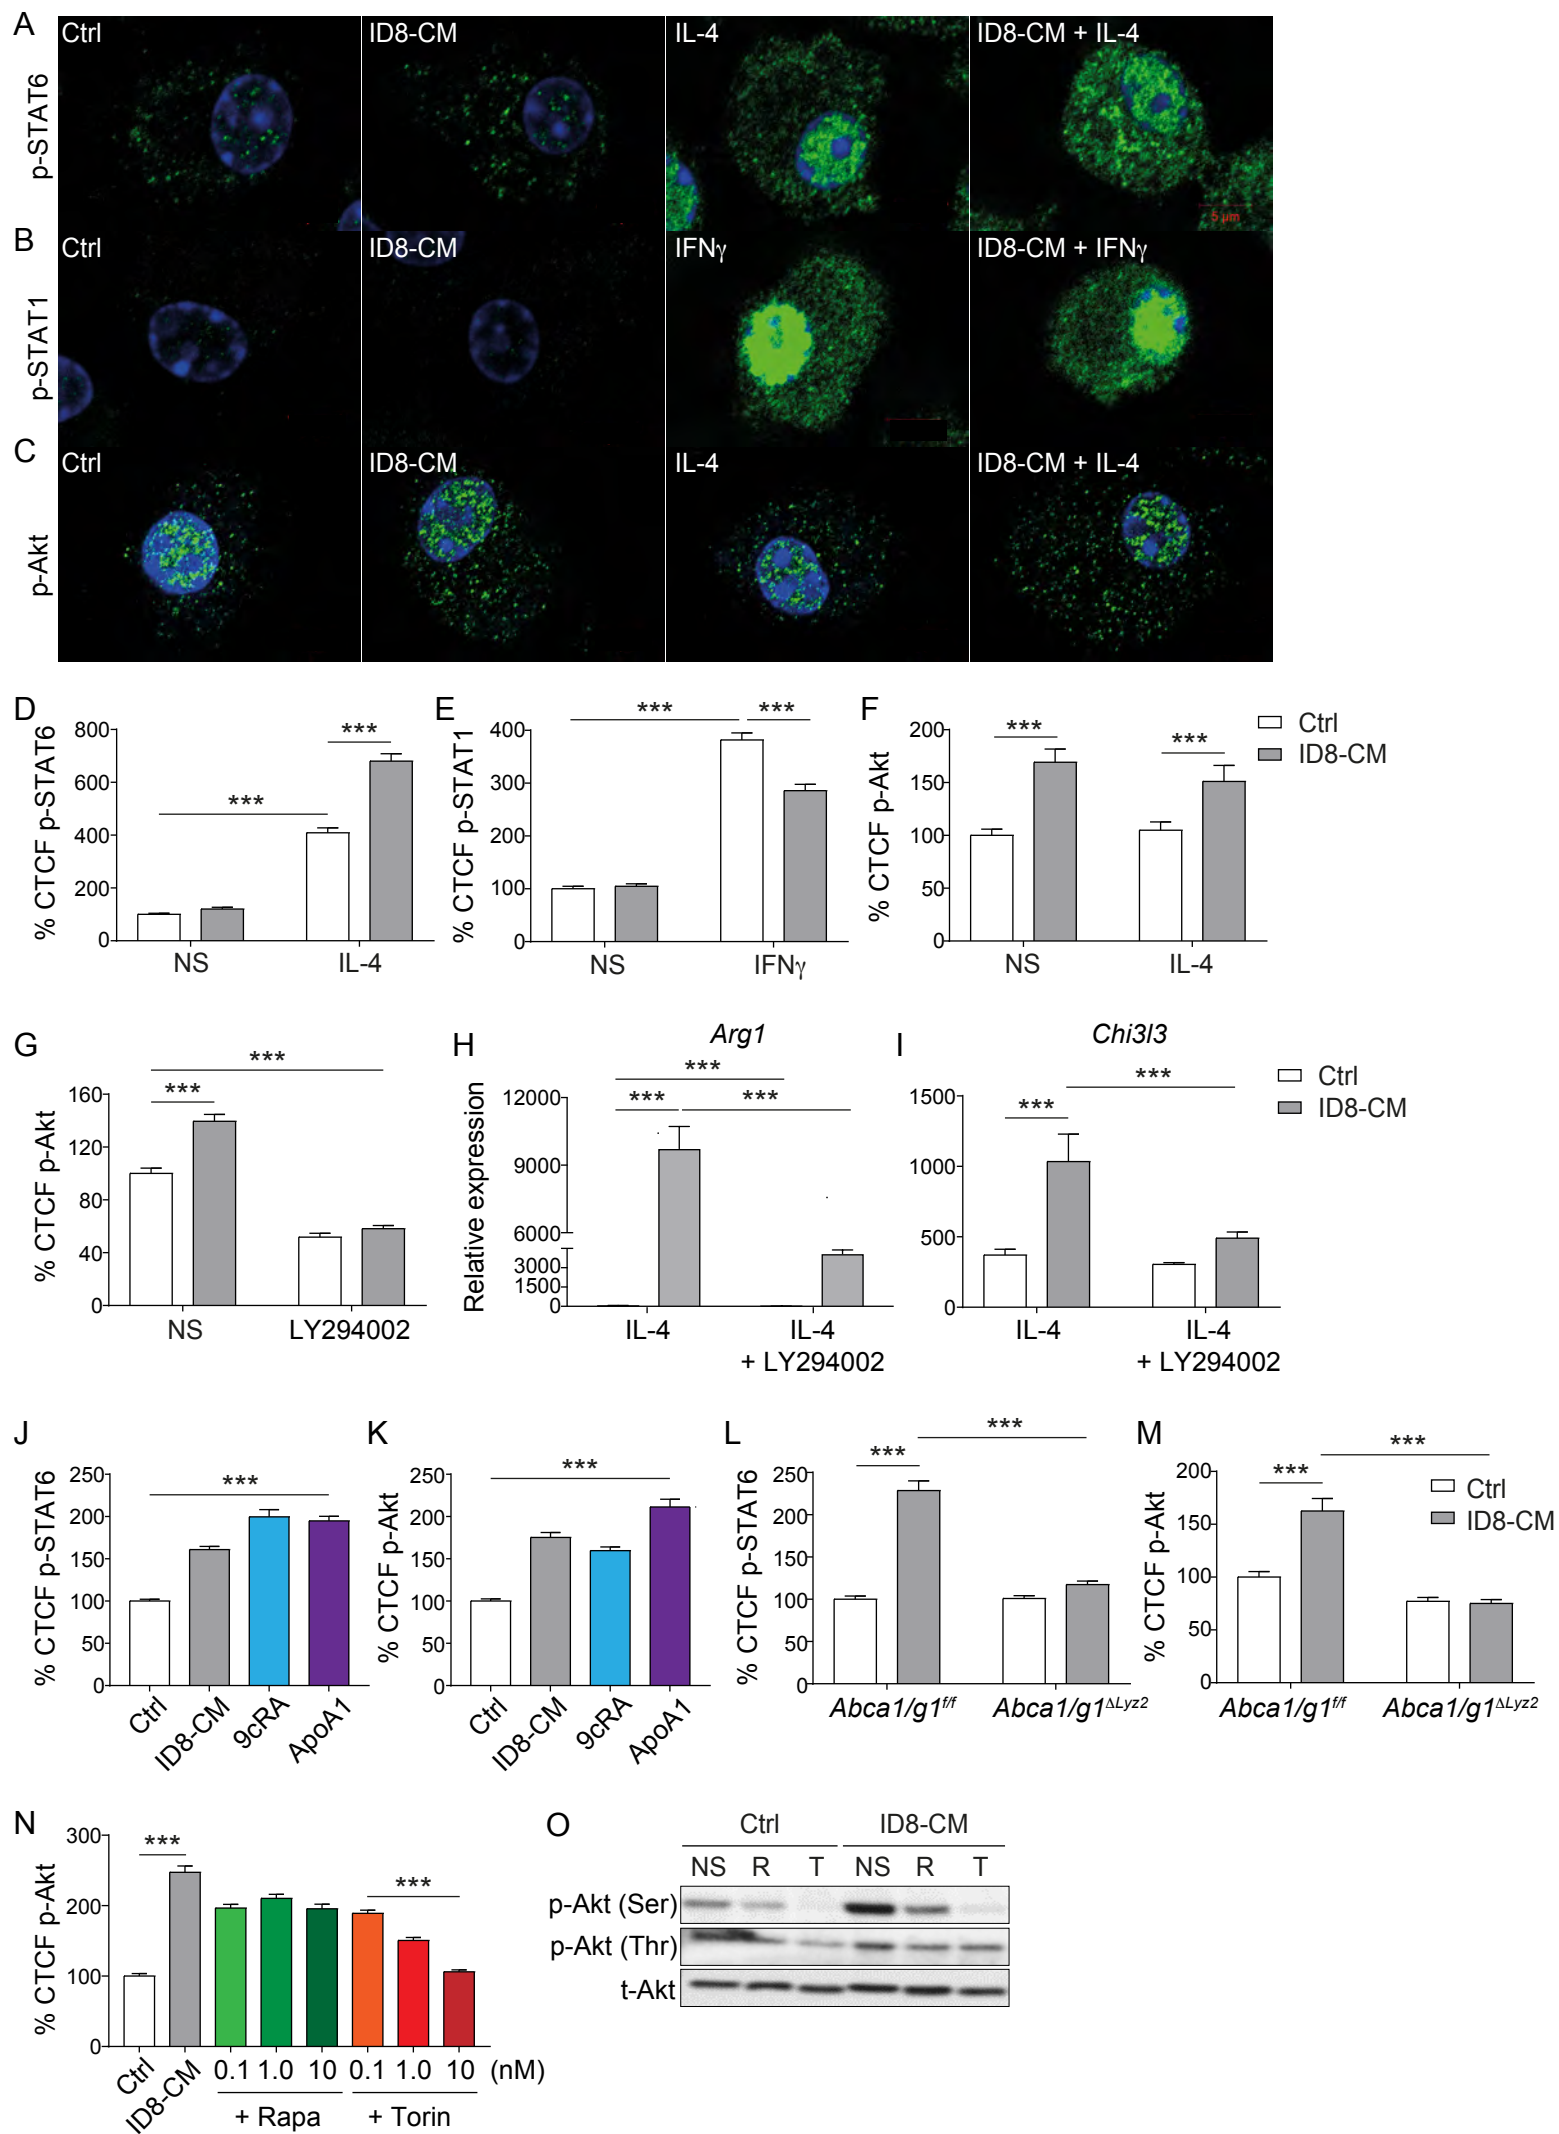 A
p-STAT6
Ctrl
ID8-CM
IL-4
ID8-CM + IL-4
5 µm
B
p-STAT1
Ctrl
ID8-CM
IFNγ
ID8-CM + IFNγ
C
p-Akt
Ctrl
ID8-CM
IL-4
ID8-CM + IL-4
D
% CTCF p-STAT6
800
600
400
200
0
***
***
NS
IL-4
E
% CTCF p-STAT1
400
300
200
100
0
***
***
NS
IFNγ
F
% CTCF p-Akt
200
150
100
50
0
***
***
NS
IL-4
Ctrl
ID8-CM
G
% CTCF p-Akt
160
120
80
40
0
***
***
NS
LY294002
H
Arg1
Relative expression
12000
9000
6000
3000
1500
0
***
***
***
IL-4
IL-4
+ LY294002
I
Chi3l3
1500
1000
500
0
***
***
IL-4
IL-4
+ LY294002
Ctrl
ID8-CM
J
% CTCF p-STAT6
250
200
150
100
50
0
***
Ctrl
ID8-CM
9cRA
ApoA1
K
% CTCF p-Akt
250
200
150
100
50
0
***
Ctrl
ID8-CM
9cRA
ApoA1
L
% CTCF p-STAT6
250
200
150
100
50
0
***
***
Abca1/g1f/f
Abca1/g1ΔLyz2
M
% CTCF p-Akt
200
150
100
50
0
***
***
Abca1/g1f/f
Abca1/g1ΔLyz2
Ctrl
ID8-CM
N
% CTCF p-Akt
300
200
100
0
***
***
Ctrl
ID8-CM
0.1 1.0 10 0.1 1.0 10 (nM)
+ Rapa + Torin
O
Ctrl ID8-CM
NS R T NS R T
p-Akt (Ser)
p-Akt (Thr)
t-Akt